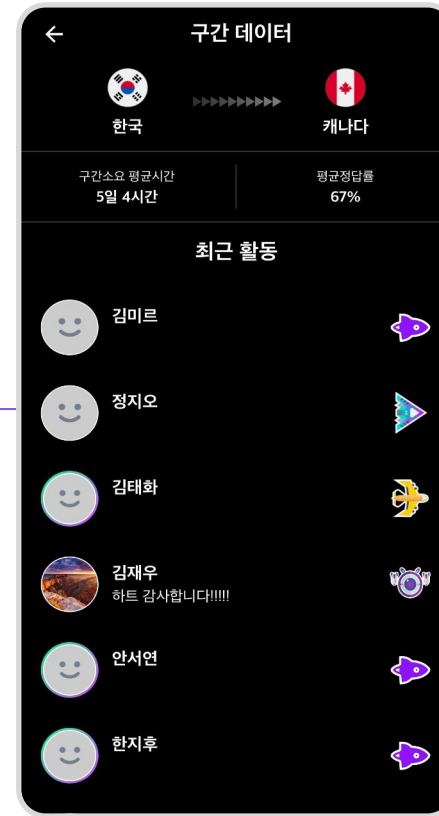 구간 데이터
한국
캐나다
구간소요 평균시간
5일 4시간
평균정답률
67%
최근 활동
김미르
정지오
김태화
김재우
하트 감사합니다!!!!!
안서연
한지후